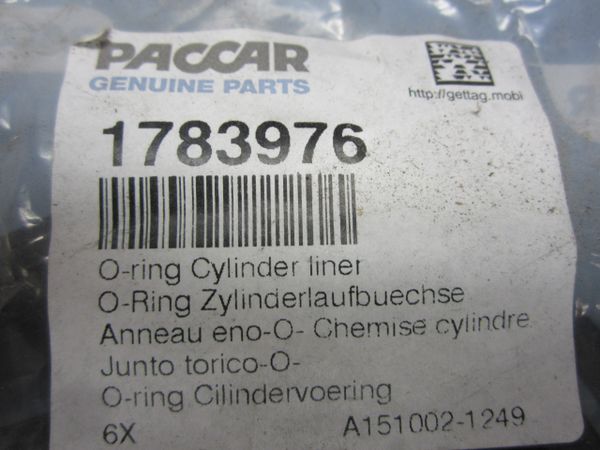 PACCAR
GENUINE PARTS
http://gettag.mobi
1783976
O-ring Cylinder liner
O-Ring Zylinderlaufbuechse
Anneau eno-O- Chemise cylindre
Junto torico-O-
O-ring Cilindervoering
6X A151002-1249